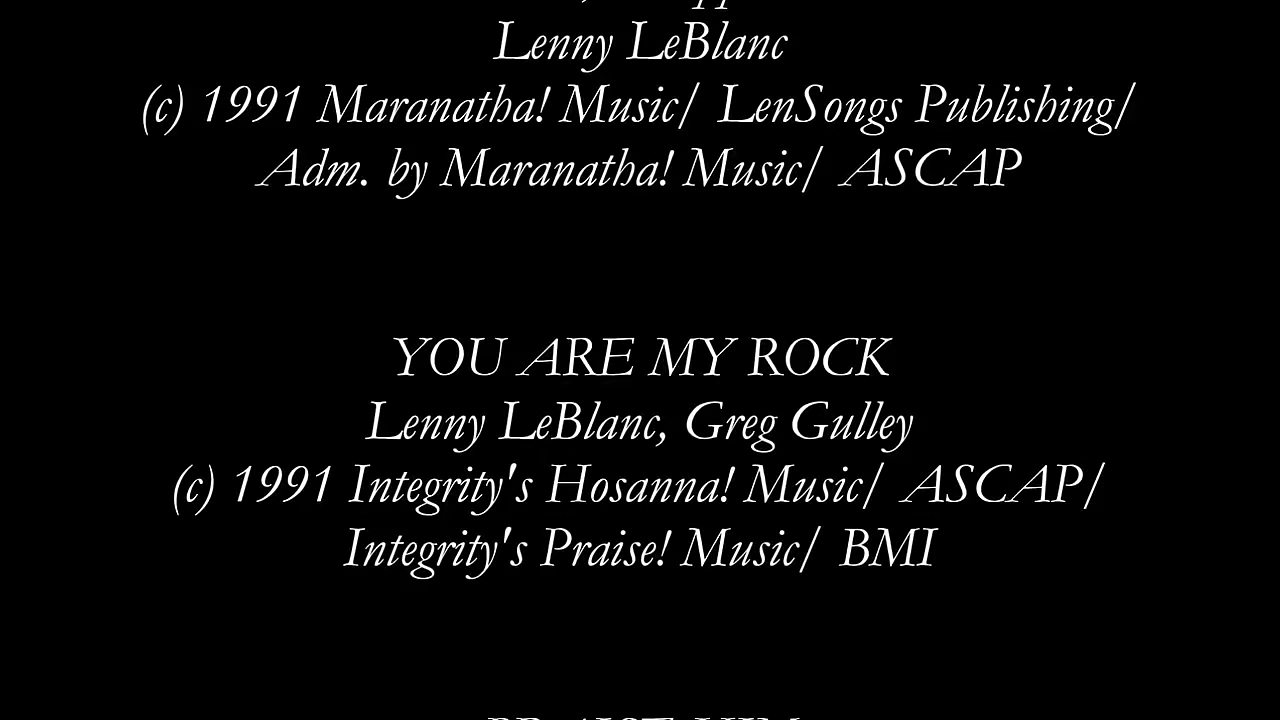 Lenny LeBlanc
(c) 1991 Maranatha! Music/ LenSongs Publishing/
Adm. by Maranatha! Music/ ASCAP
YOU ARE MY ROCK
Lenny LeBlanc, Greg Gulley
(c) 1991 Integrity's Hosanna! Music/ ASCAP/
Integrity's Praise! Music/ BMI